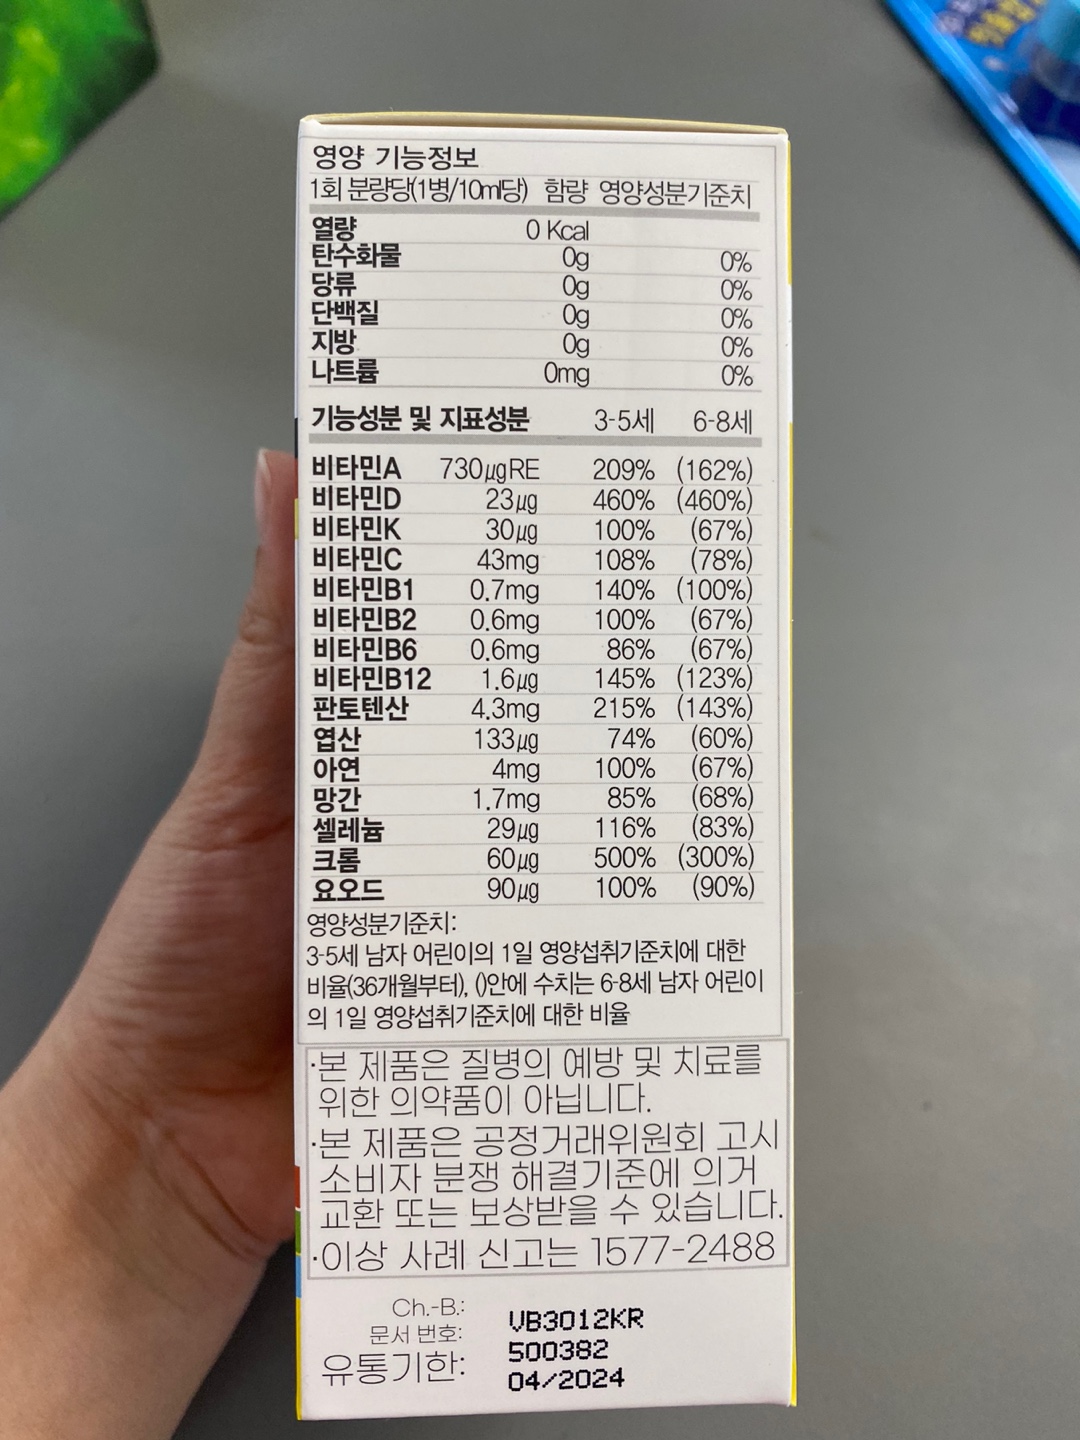 영양 기능정보
1회 분량당(1병/10ml당) 함량 영양성분기준치
열량 0 Kcal
탄수화물 0g 0%
당류 0g 0%
단백질 0g 0%
지방 0g 0%
나트륨 0mg 0%
기능성분 및 지표성분 3-5세 6-8세
비타민A 730㎍RE 209% (162%)
비타민D 23㎍ 460% (460%)
비타민K 30㎍ 100% (67%)
비타민C 43mg 108% (78%)
비타민B1 0.7mg 140% (100%)
비타민B2 0.6mg 100% (67%)
비타민B6 0.6mg 86% (67%)
비타민B12 1.6㎍ 145% (123%)
판토텐산 4.3mg 215% (143%)
엽산 133㎍ 74% (60%)
아연 4mg 100% (67%)
망간 1.7mg 85% (68%)
셀레늄 29㎍ 116% (83%)
크롬 60㎍ 500% (300%)
요오드 90㎍ 100% (90%)
영양성분기준치:
3-5세 남자 어린이의 1일 영양섭취기준치에 대한
비율(36개월부터), ()안에 수치는 6-8세 남자 어린이
의 1일 영양섭취기준치에 대한 비율
·본 제품은 질병의 예방 및 치료를
위한 의약품이 아닙니다.
·본 제품은 공정거래위원회 고시
소비자 분쟁 해결기준에 의거
교환 또는 보상받을 수 있습니다.
·이상 사례 신고는 1577-2488
Ch.-B.: VB3012KR
문서 번호: 500382
유통기한: 04/2024